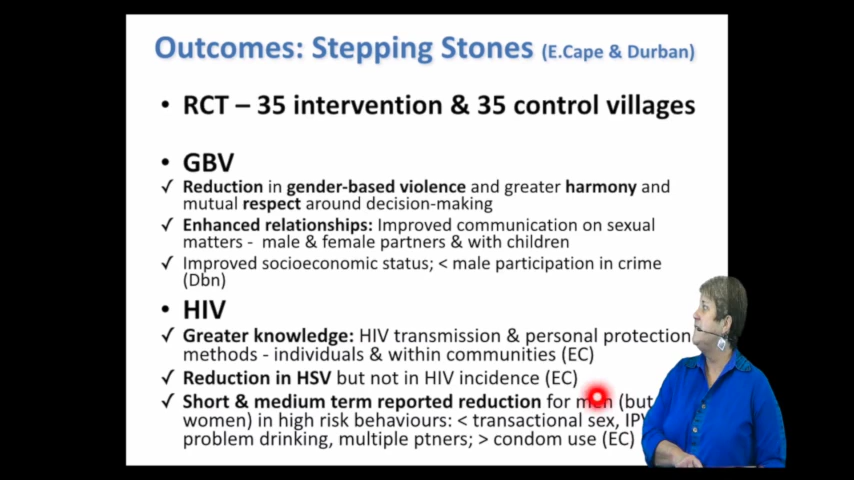 Outcomes: Stepping Stones (E.Cape & Durban)
• RCT – 35 intervention & 35 control villages
• GBV
✓ Reduction in gender-based violence and greater harmony and
mutual respect around decision-making
✓ Enhanced relationships: Improved communication on sexual
matters - male & female partners & with children
✓ Improved socioeconomic status; < male participation in crime
(Dbn)
• HIV
✓ Greater knowledge: HIV transmission & personal protection
methods - individuals & within communities (EC)
✓ Reduction in HSV but not in HIV incidence (EC)
✓ Short & medium term reported reduction for men (but
women) in high risk behaviours: < transactional sex,
problem drinking, multiple ptners; > condom use (EC)